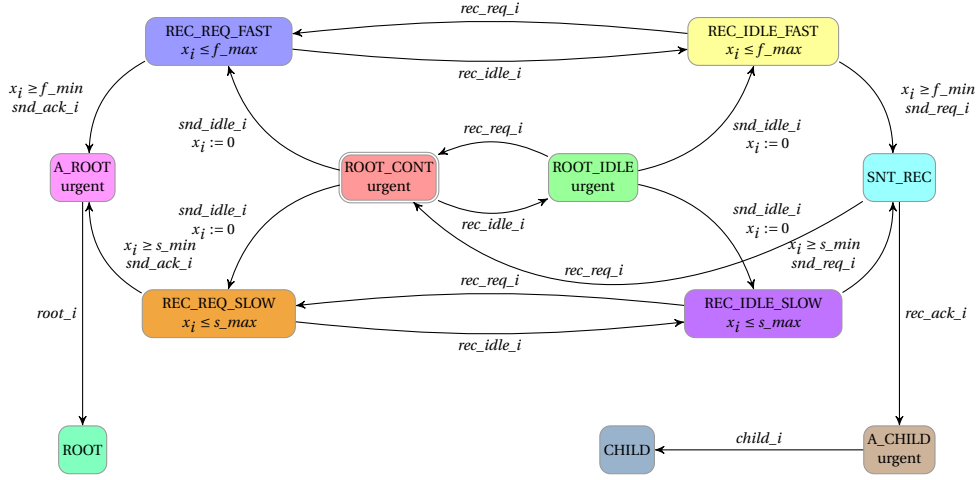 rec_req_i
REC_REQ_FAST
x_i ≤ f_max
REC_IDLE_FAST
x_i ≤ f_max
rec_idle_i
x_i ≥ f_min
snd_ack_i
x_i ≥ f_min
snd_req_i
snd_idle_i
x_i := 0
rec_req_i
snd_idle_i
x_i := 0
A_ROOT
urgent
ROOT_CONT
urgent
ROOT_IDLE
urgent
SNT_REC
snd_idle_i
x_i := 0
rec_idle_i
snd_idle_i
x_i := 0
x_i ≥ s_min
snd_ack_i
x_i ≥ s_min
snd_req_i
rec_req_i
rec_req_i
REC_REQ_SLOW
x_i ≤ s_max
REC_IDLE_SLOW
x_i ≤ s_max
root_i
rec_ack_i
rec_idle_i
ROOT
CHILD
child_i
A_CHILD
urgent